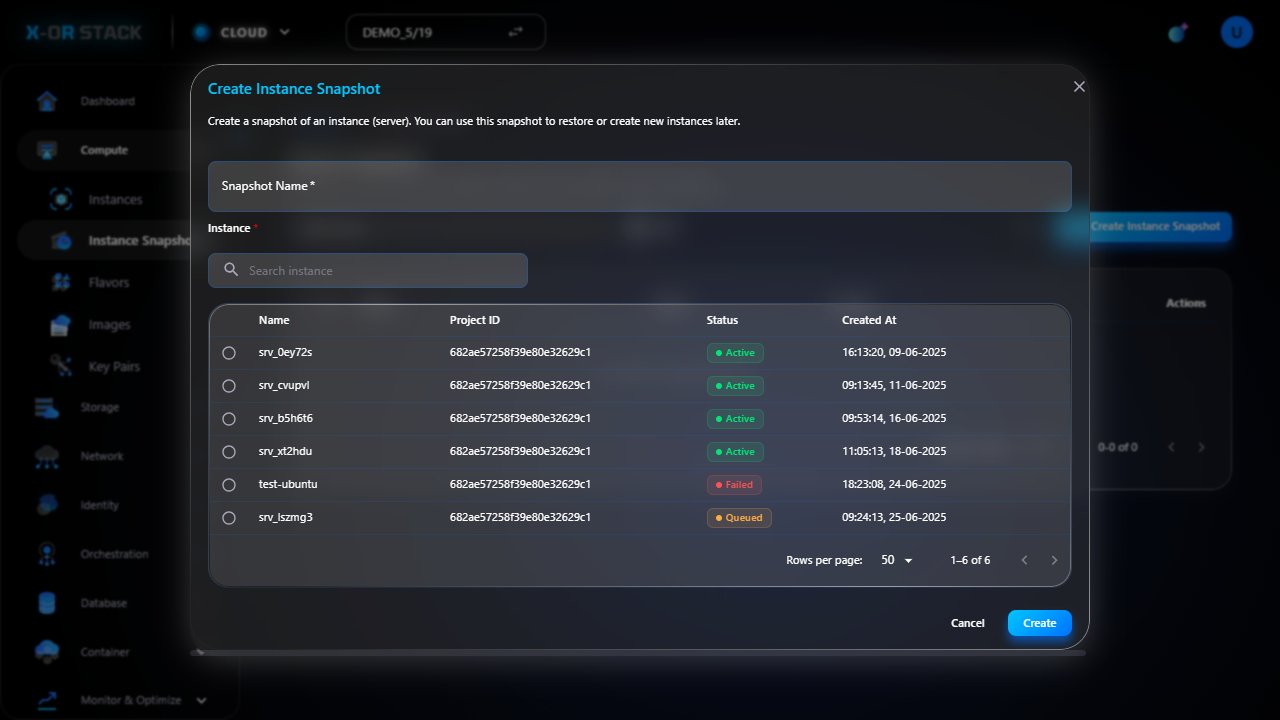 X-OR STACK
CLOUD
DEMO_5/19
U
Dashboard
Compute
Instances
Instance Snapsho
Flavors
Images
Key Pairs
Storage
Network
Identity
Orchestration
Database
Container
Monitor & Optimize
Create Instance Snapshot
Actions
0-0 of 0
Create Instance Snapshot
Create a snapshot of an instance (server). You can use this snapshot to restore or create new instances later.
Snapshot Name *
Instance *
Search instance
Name Project ID Status Created At
srv_0ey72s 682ae57258f39e80e32629c1 Active 16:13:20, 09-06-2025
srv_cvupvl 682ae57258f39e80e32629c1 Active 09:13:45, 11-06-2025
srv_b5h6t6 682ae57258f39e80e32629c1 Active 09:53:14, 16-06-2025
srv_xt2hdu 682ae57258f39e80e32629c1 Active 11:05:13, 18-06-2025
test-ubuntu 682ae57258f39e80e32629c1 Failed 18:23:08, 24-06-2025
srv_lszmg3 682ae57258f39e80e32629c1 Queued 09:24:13, 25-06-2025
Rows per page: 50 1–6 of 6
Cancel Create